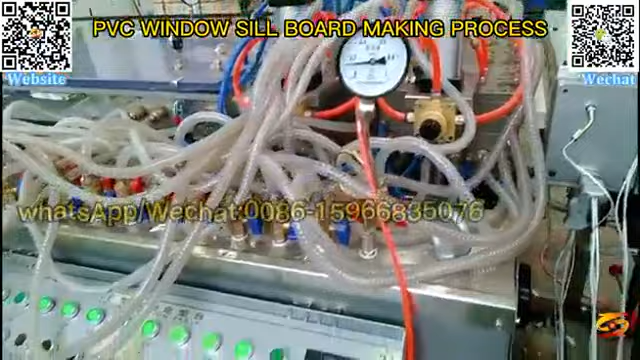 PVC WINDOW SILL BOARD MAKING PROCESS
Website
Wechat
whatsApp/Wechat:0086-15966835076